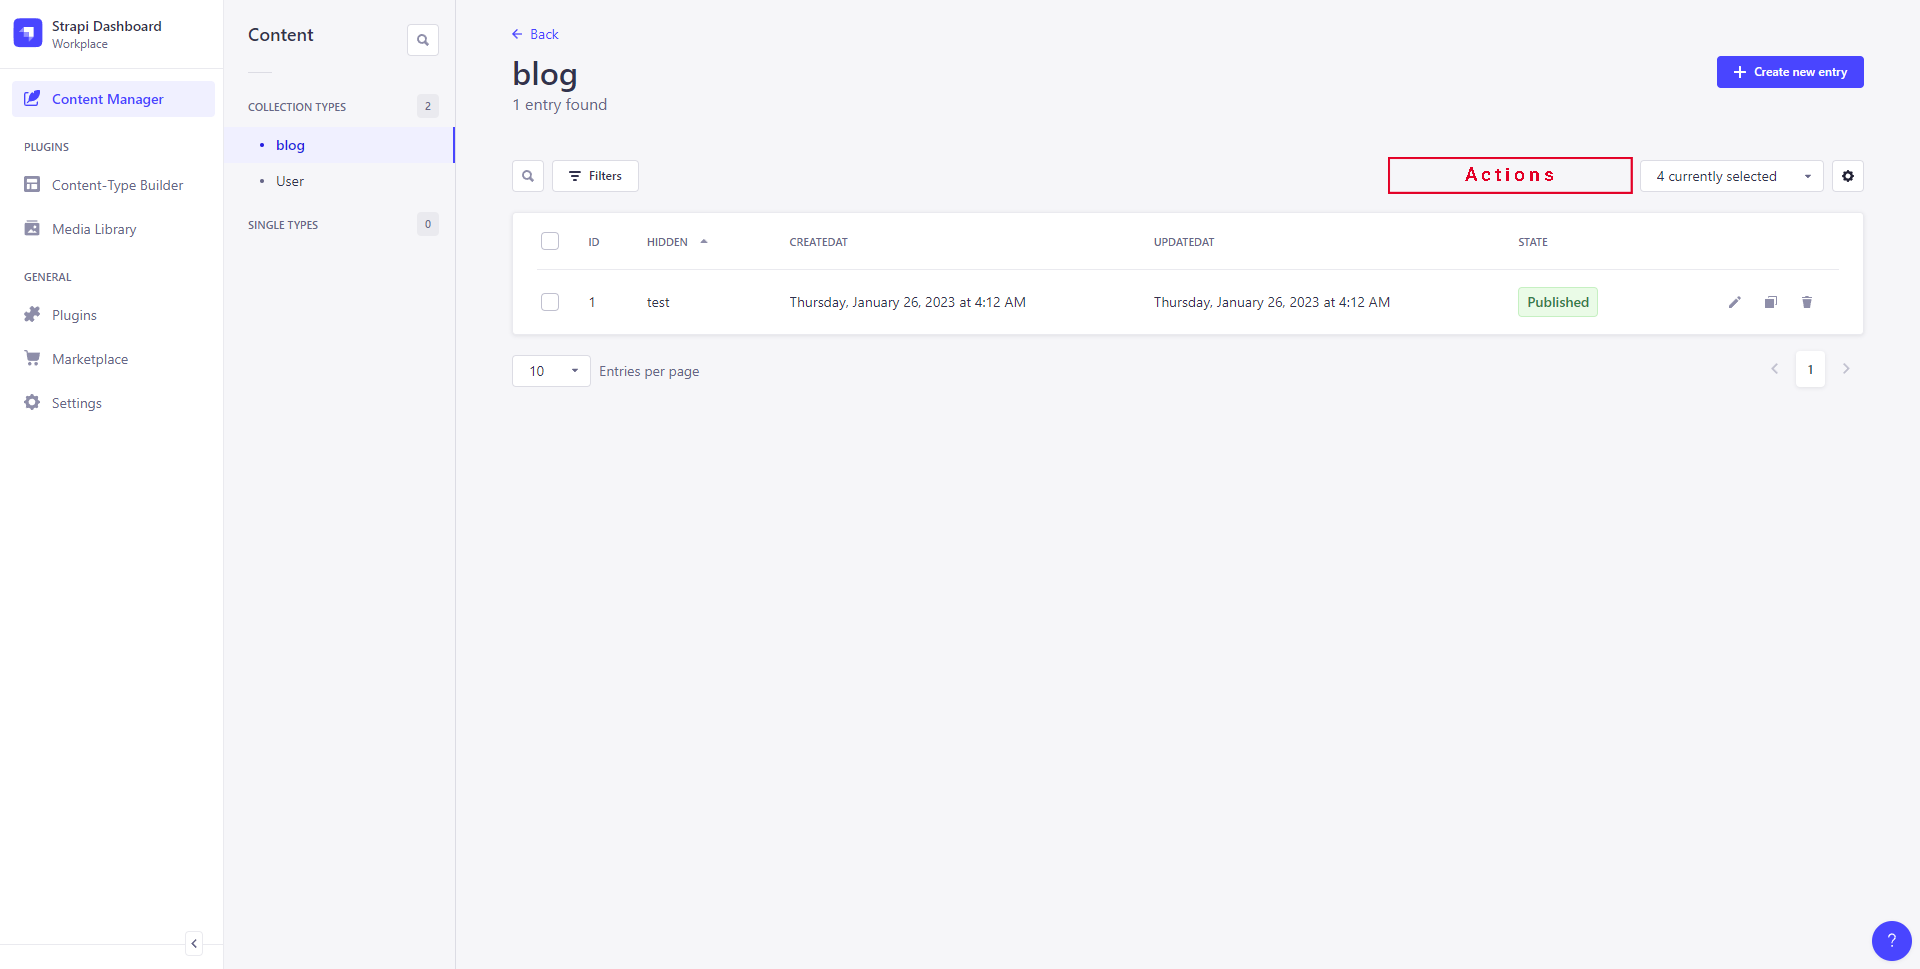 Strapi Dashboard
Workplace
Content Manager
PLUGINS
Content-Type Builder
Media Library
GENERAL
Plugins
Marketplace
Settings
Content
COLLECTION TYPES 2
blog
User
SINGLE TYPES 0
Back
blog
1 entry found
Create new entry
Filters
Actions
4 currently selected
ID HIDDEN CREATEDAT UPDATEDAT STATE
1 test Thursday, January 26, 2023 at 4:12 AM Thursday, January 26, 2023 at 4:12 AM Published
10 Entries per page
1
?